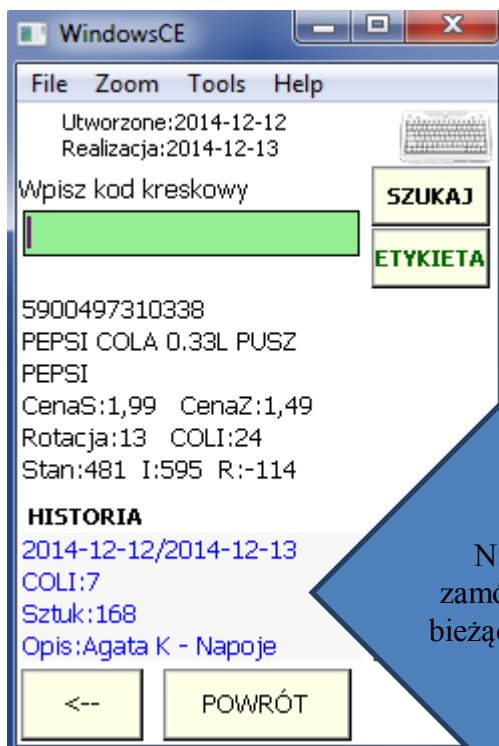 WindowsCE
File Zoom Tools Help
Utworzone:2014-12-12
Realizacja:2014-12-13
Wpisz kod kreskowy
SZUKAJ
ETYKIETA
5900497310338
PEPSI COLA 0.33L PUSZ
PEPSI
CenaS:1,99 CenaZ:1,49
Rotacja:13 COLI:24
Stan:481 I:595 R:-114
HISTORIA
2014-12-12/2014-12-13
COLI:7
Sztuk:168
Opis:Agata K - Napoje
<--
POWRÓT